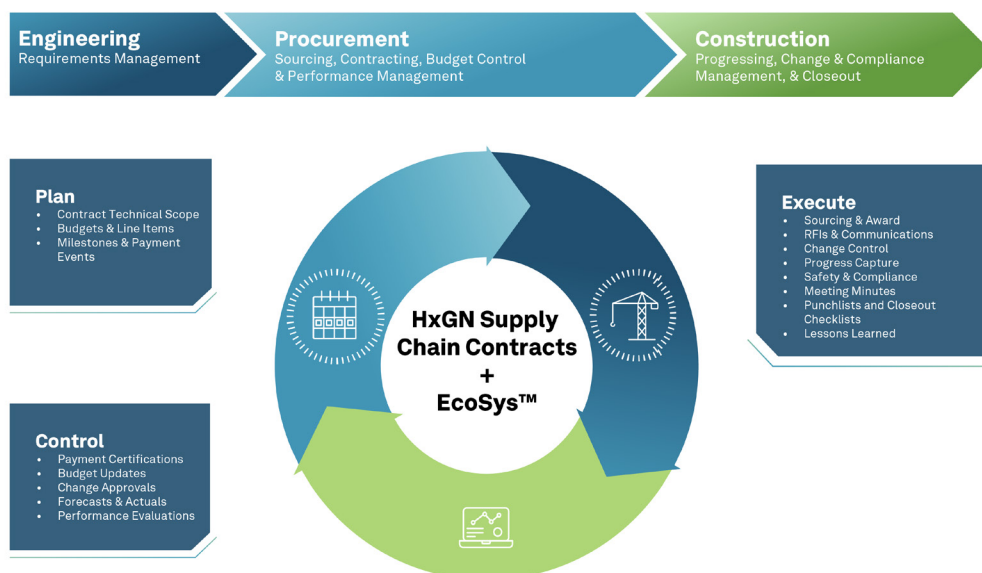 Engineering
Requirements Management
Procurement
Sourcing, Contracting, Budget Control
& Performance Management
Construction
Progressing, Change & Compliance
Management, & Closeout
Plan
• Contract Technical Scope
• Budgets & Line Items
• Milestones & Payment
Events
Execute
• Sourcing & Award
• RFIs & Communications
• Change Control
• Progress Capture
• Safety & Compliance
• Meeting Minutes
• Punchlists and Closeout
Checklists
• Lessons Learned
HxGN Supply
Chain Contracts
+
EcoSys™
Control
• Payment Certifications
• Budget Updates
• Change Approvals
• Forecasts & Actuals
• Performance Evaluations